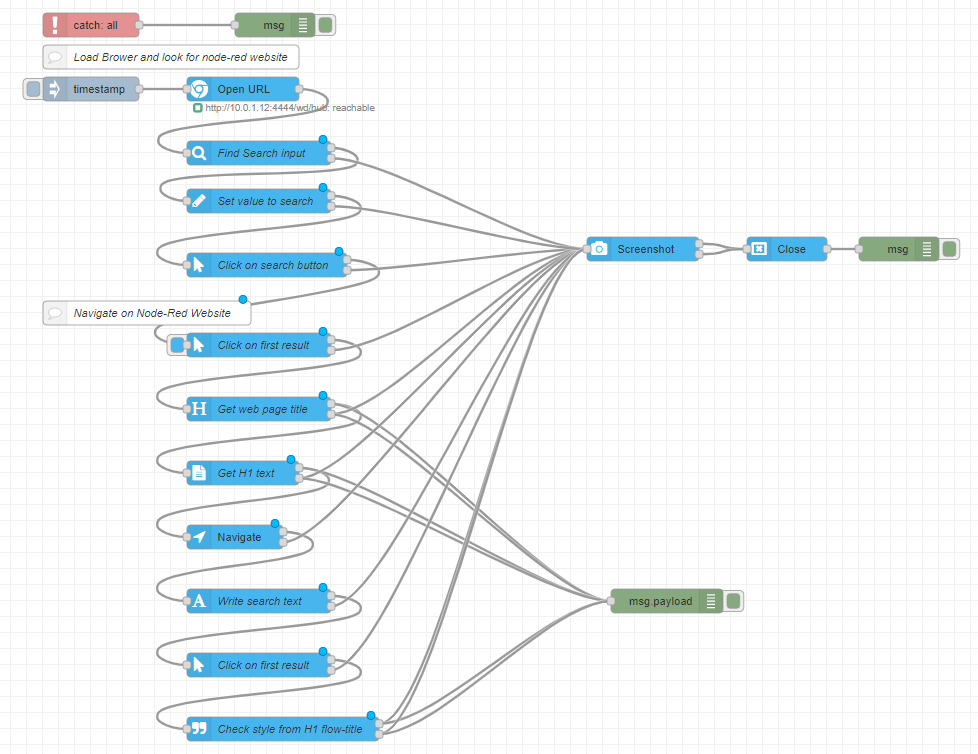 catch: all
msg
Load Brower and look for node-red website
timestamp
Open URL
http://10.0.1.12:4444/wd/hub: reachable
Find Search input
Set value to search
Screenshot
Close
msg
Click on search button
Navigate on Node-Red Website
Click on first result
H
Get web page title
Get H1 text
Navigate
A
Write search text
msg.payload
Click on first result
Check style from H1 flow-title